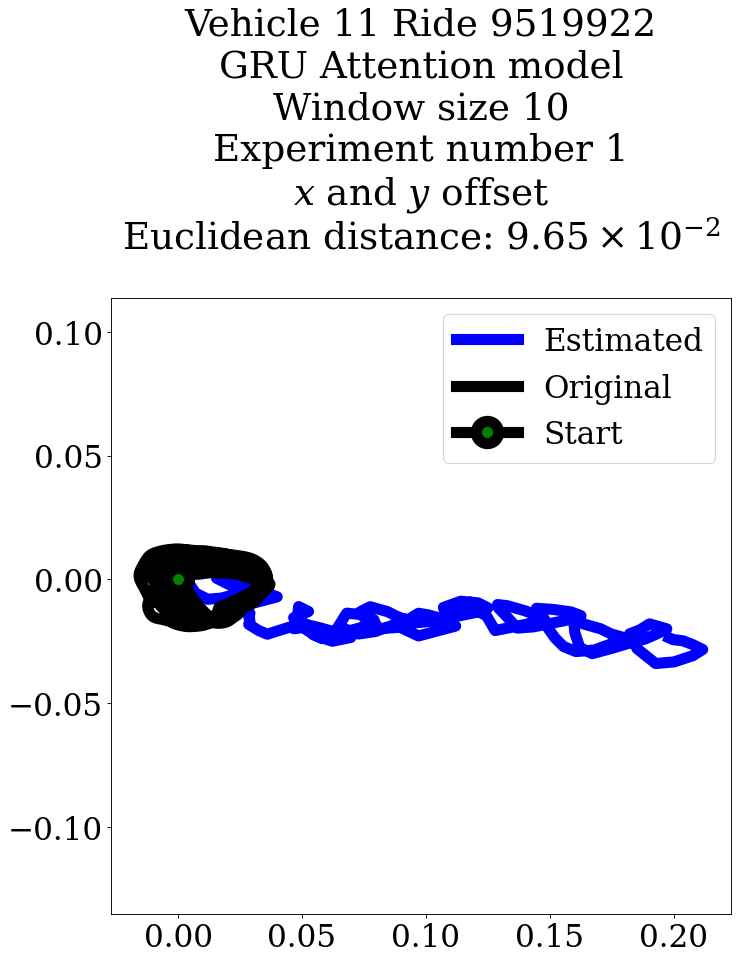 Vehicle 11 Ride 9519922
GRU Attention model
Window size 10
Experiment number 1
x and y offset
Euclidean distance: 9.65 × 10⁻²
Estimated
Original
Start
0.10
0.05
0.00
−0.05
−0.10
0.00 0.05 0.10 0.15 0.20